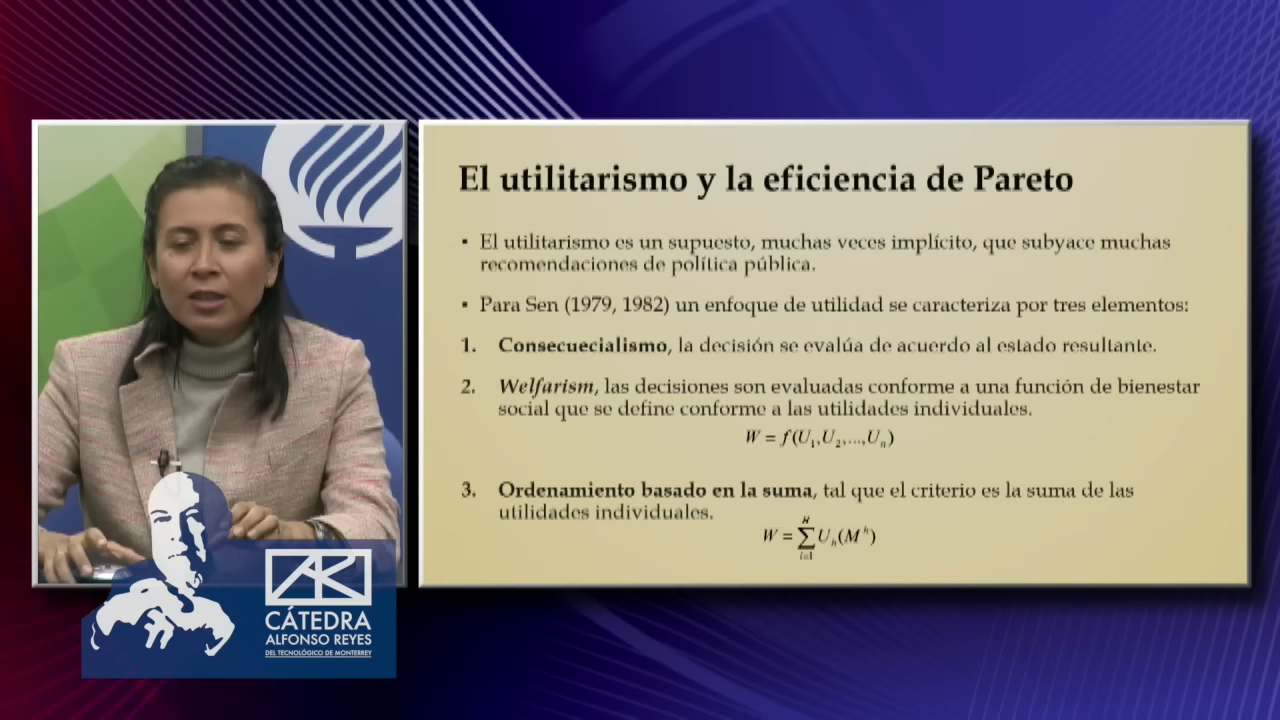 El utilitarismo y la eficiencia de Pareto
▪ El utilitarismo es un supuesto, muchas veces implícito, que subyace muchas
recomendaciones de política pública.
▪ Para Sen (1979, 1982) un enfoque de utilidad se caracteriza por tres elementos:
1. Consecuecialismo, la decisión se evalúa de acuerdo al estado resultante.
2. Welfarism, las decisiones son evaluadas conforme a una función de bienestar
social que se define conforme a las utilidades individuales.
W = f(U₁,U₂,...,Uₙ)
3. Ordenamiento basado en la suma, tal que el criterio es la suma de las
utilidades individuales.
W = ∑_{i=1}^{H} U_h(M^h)
CÁTEDRA
ALFONSO REYES
DEL TECNOLÓGICO DE MONTERREY